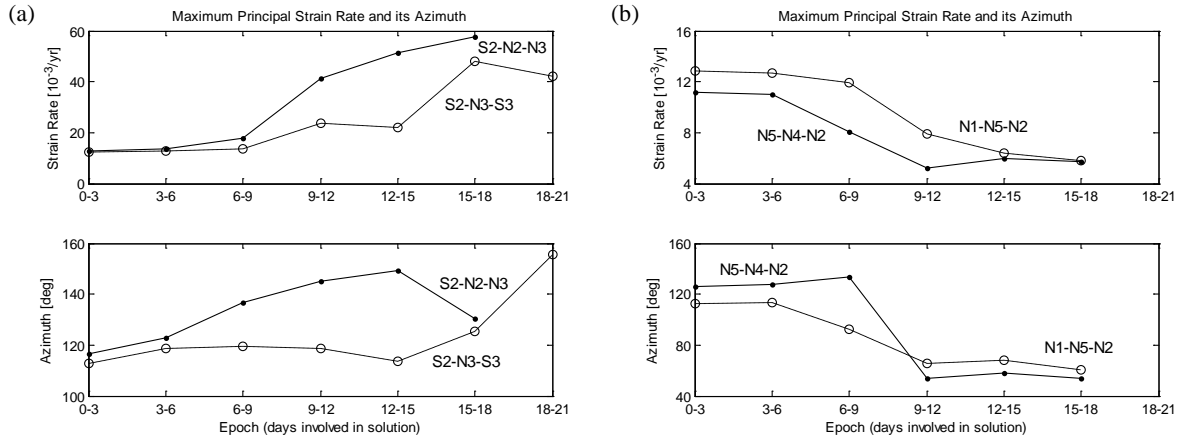 (a)
Maximum Principal Strain Rate and its Azimuth
Strain Rate [10⁻³/yr]
60
40
20
0
S2-N2-N3
S2-N3-S3
0-3 3-6 6-9 9-12 12-15 15-18 18-21
Azimuth [deg]
160
140
120
100
S2-N2-N3
S2-N3-S3
0-3 3-6 6-9 9-12 12-15 15-18 18-21
Epoch (days involved in solution)
(b)
Maximum Principal Strain Rate and its Azimuth
Strain Rate [10⁻³/yr]
16
12
8
4
N5-N4-N2
N1-N5-N2
0-3 3-6 6-9 9-12 12-15 15-18 18-21
Azimuth [deg]
160
120
80
40
N5-N4-N2
N1-N5-N2
0-3 3-6 6-9 9-12 12-15 15-18 18-21
Epoch (days involved in solution)